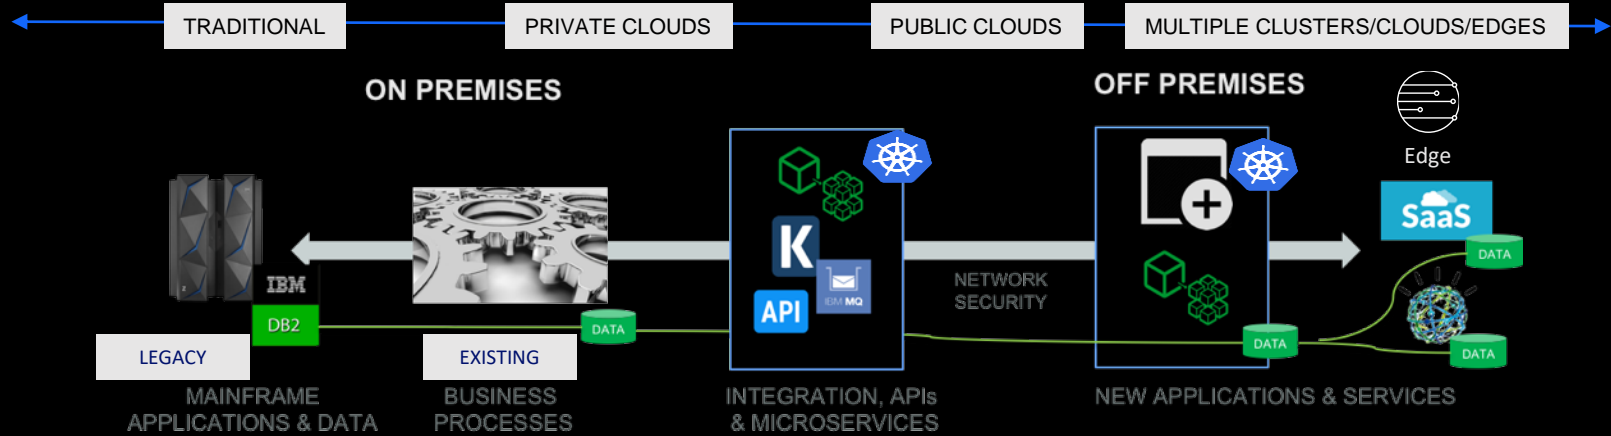 TRADITIONAL
PRIVATE CLOUDS
PUBLIC CLOUDS
MULTIPLE CLUSTERS/CLOUDS/EDGES
ON PREMISES
OFF PREMISES
Edge
SaaS
DATA
K
IBM MQ
API
NETWORK
SECURITY
IBM
DB2
DATA
DATA
DATA
LEGACY
EXISTING
MAINFRAME
APPLICATIONS & DATA
BUSINESS
PROCESSES
INTEGRATION, APIs
& MICROSERVICES
NEW APPLICATIONS & SERVICES